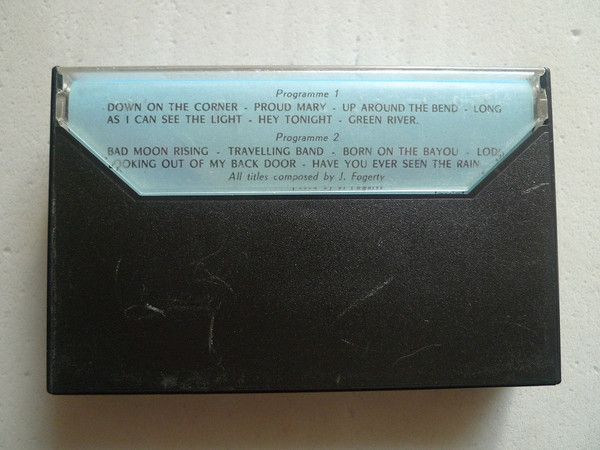 Programme 1
DOWN ON THE CORNER - PROUD MARY - UP AROUND THE BEND - LONG
AS I CAN SEE THE LIGHT - HEY TONIGHT - GREEN RIVER.
Programme 2
BAD MOON RISING - TRAVELLING BAND - BORN ON THE BAYOU - LODI
LOOKING OUT OF MY BACK DOOR - HAVE YOU EVER SEEN THE RAIN
All titles composed by J. Fogerty